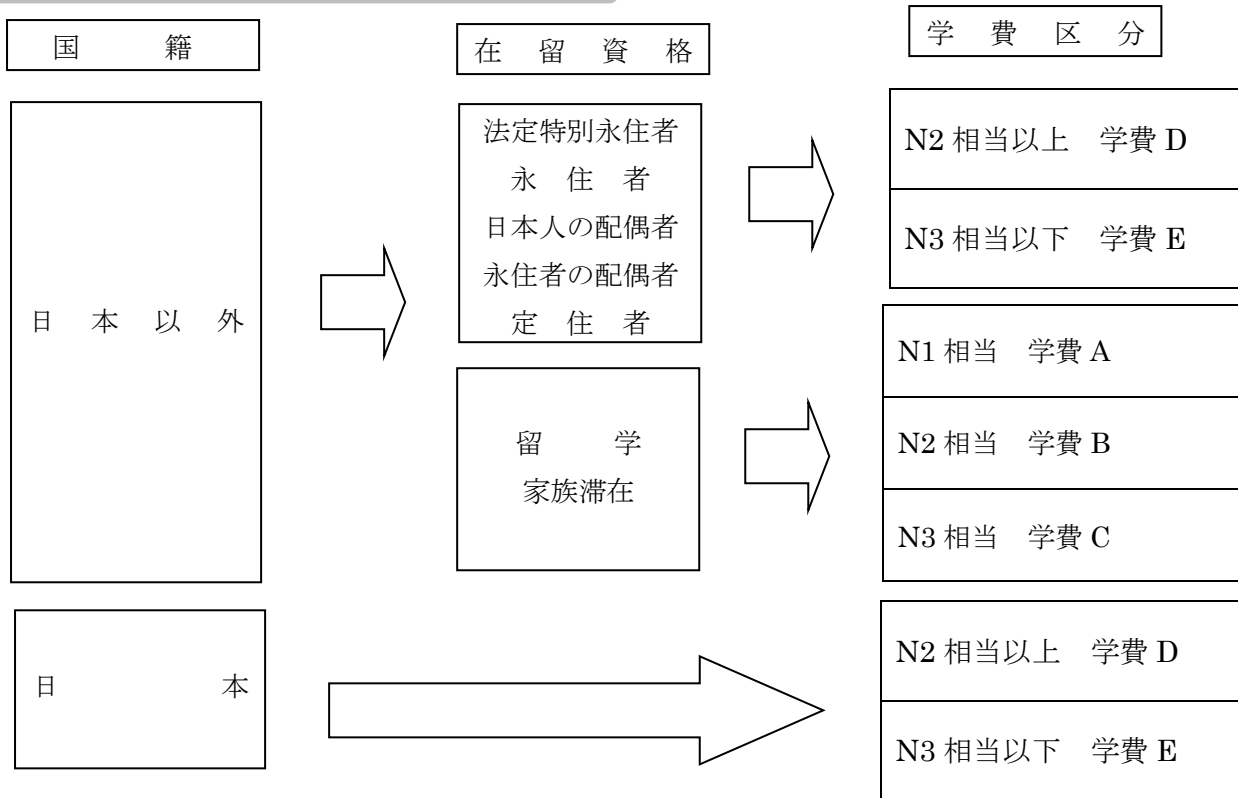 国 籍
在 留 資 格
学 費 区 分
日 本 以 外
法定特別永住者
永 住 者
日本人の配偶者
永住者の配偶者
定 住 者
N2 相当以上 学費 D
N3 相当以下 学費 E
留 学
家族滞在
N1 相当 学費 A
N2 相当 学費 B
N3 相当 学費 C
日 本
N2 相当以上 学費 D
N3 相当以下 学費 E